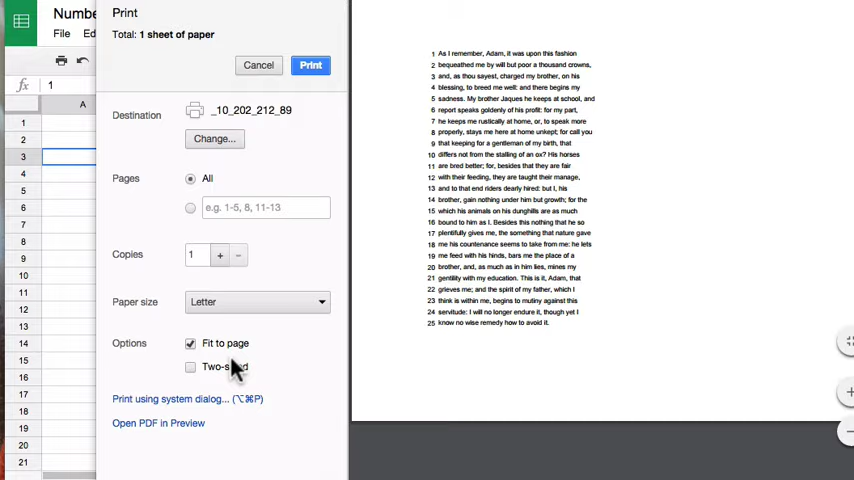 Numbe
File Ed
fx 1
A
1
2
3
4
5
6
7
8
9
10
11
12
13
14
15
16
17
18
19
20
21
Print
Total: 1 sheet of paper
Cancel Print
Destination _10_202_212_89
Change...
Pages All
e.g. 1-5, 8, 11-13
Copies 1 + -
Paper size Letter
Options Fit to page
Print using system dialog... (⌥⌘P)
Open PDF in Preview
1 As I remember, Adam, it was upon this fashion
2 bequeathed me by will but poor a thousand crowns,
3 and, as thou sayest, charged my brother, on his
4 blessing, to breed me well: and there begins my
5 sadness. My brother Jaques he keeps at school, and
6 report speaks goldenly of his profit: for my part,
7 he keeps me rustically at home, or, to speak more
8 properly, stays me here at home unkept; for call you
9 that keeping for a gentleman of my birth, that
10 differs not from the stalling of an ox? His horses
11 are bred better; for, besides that they are fair
12 with their feeding, they are taught their manage,
13 and to that end riders dearly hired: but I, his
14 brother, gain nothing under him but growth; for the
15 which his animals on his dunghills are as much
16 bound to him as I. Besides this nothing that he so
17 plentifully gives me, the something that nature gave
18 me his countenance seems to take from me: he lets
19 me feed with his hinds, bars me the place of a
20 brother, and, as much as in him lies, mines my
21 gentility with my education. This is it, Adam, that
22 grieves me; and the spirit of my father, which I
23 think is within me, begins to mutiny against this
24 servitude: I will no longer endure it, though yet I
25 know no wise remedy how to avoid it.